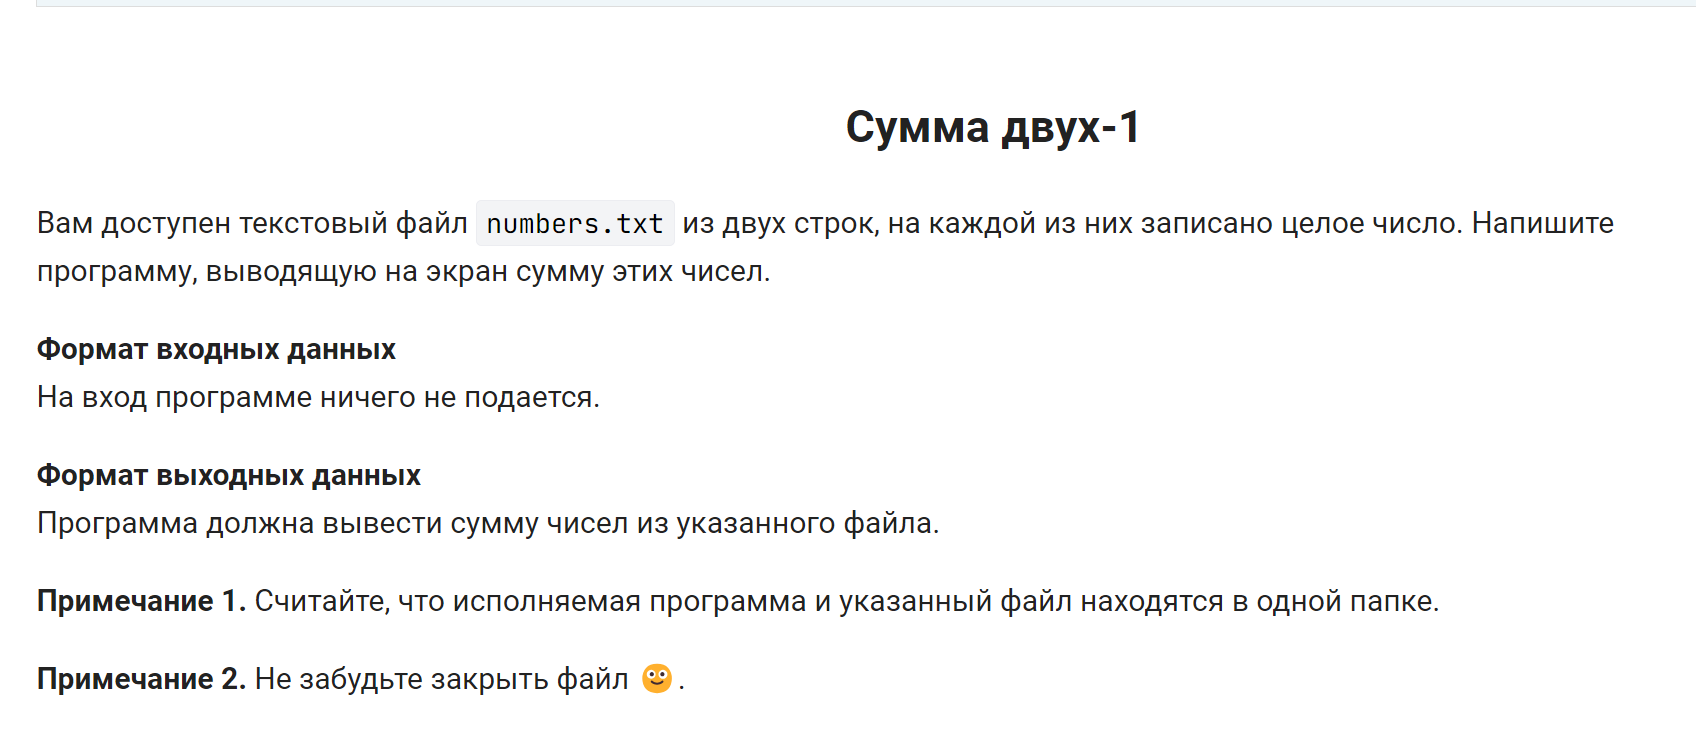 Сумма двух-1
Вам доступен текстовый файл numbers.txt из двух строк, на каждой из них записано целое число. Напишите
программу, выводящую на экран сумму этих чисел.
Формат входных данных
На вход программе ничего не подается.
Формат выходных данных
Программа должна вывести сумму чисел из указанного файла.
Примечание 1. Считайте, что исполняемая программа и указанный файл находятся в одной папке.
Примечание 2. Не забудьте закрыть файл 🙂.